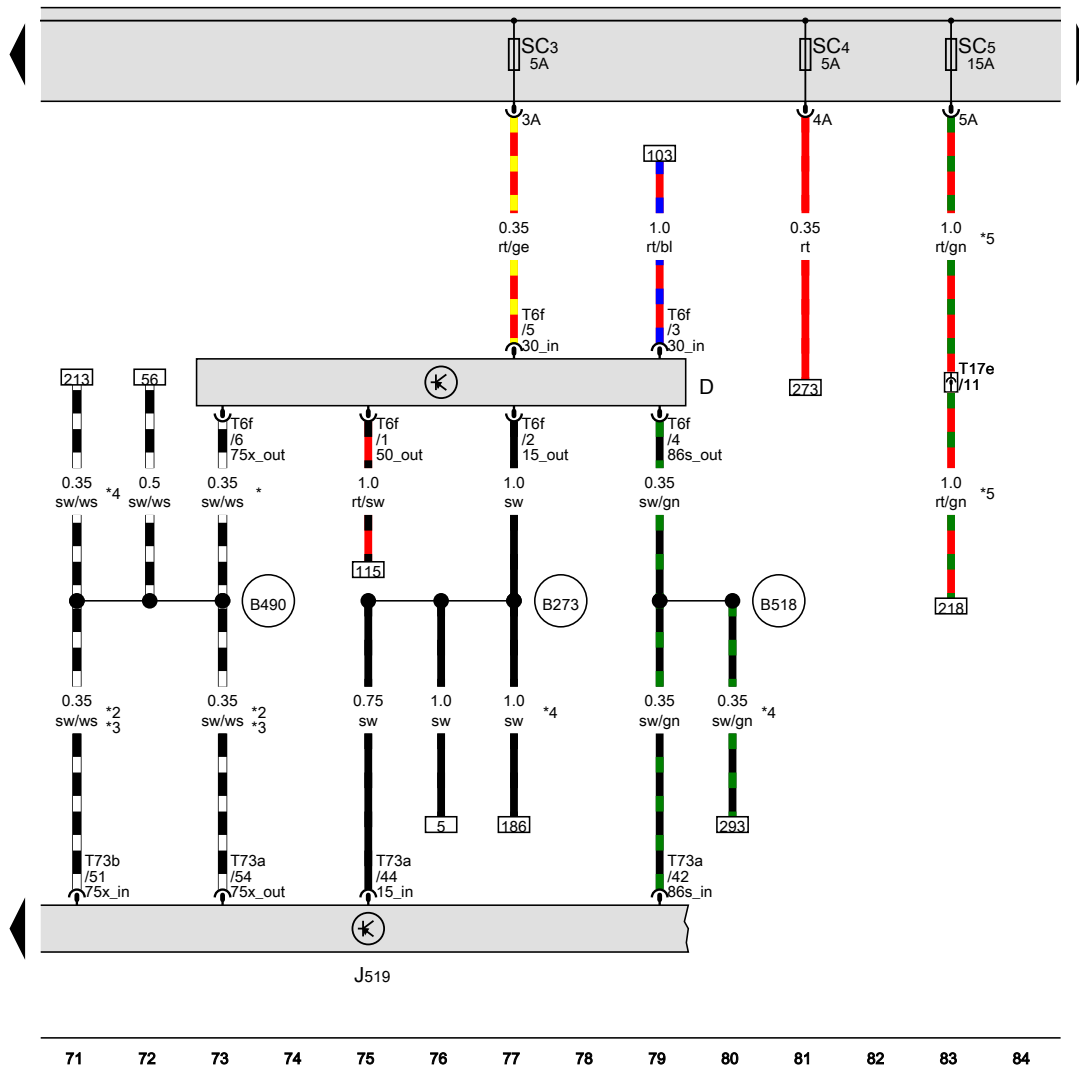 SC3
5A
SC4
5A
SC5
15A
3A
4A
5A
103
0.35
rt/ge
1.0
rt/bl
0.35
rt
1.0
rt/gn
*5
T6f
/5
30_in
T6f
/3
30_in
213
56
D
273
T17e
/11
T6f
/6
75x_out
T6f
/1
50_out
T6f
/2
15_out
T6f
/4
86s_out
0.35
sw/ws
*4
0.5
sw/ws
0.35
sw/ws
*
1.0
rt/sw
1.0
sw
0.35
sw/gn
1.0
rt/gn
*5
115
B490
B273
B518
218
0.35
sw/ws
*2
*3
0.35
sw/ws
*2
*3
0.75
sw
1.0
sw
1.0
sw
*4
0.35
sw/gn
0.35
sw/gn
*4
5
186
293
T73b
/51
75x_in
T73a
/54
75x_out
T73a
/44
15_in
T73a
/42
86s_in
J519
71 72 73 74 75 76 77 78 79 80 81 82 83 84